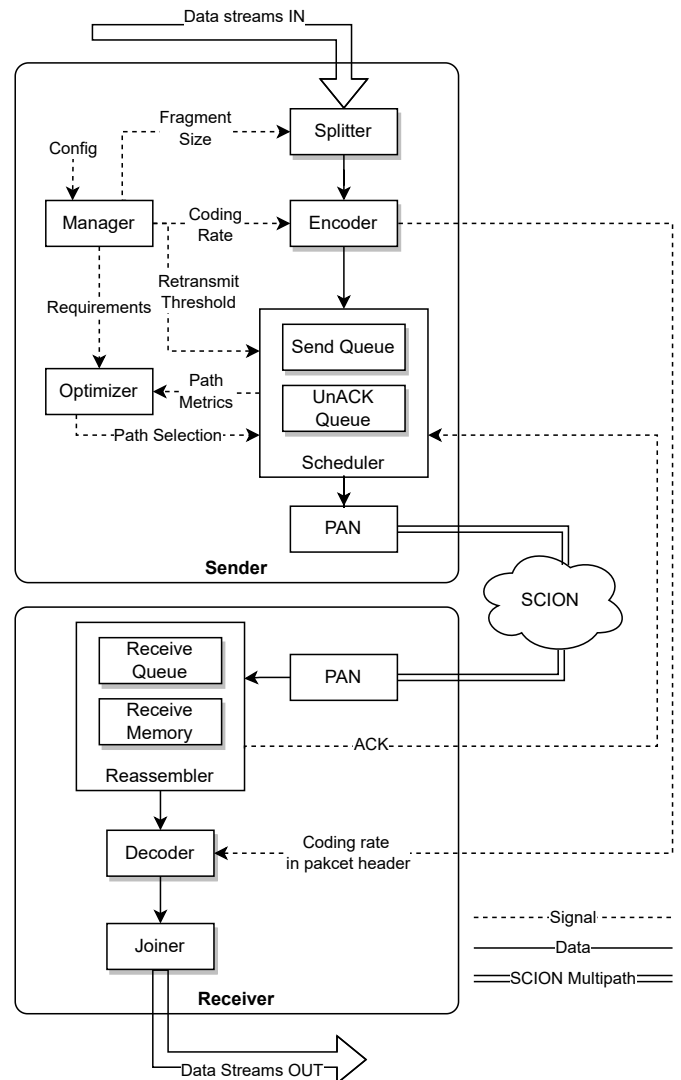 Data streams IN
Fragment
Size
Splitter
Config
Manager
Coding
Rate
Encoder
Retransmit
Threshold
Requirements
Send Queue
Optimizer
Path
Metrics
UnACK
Queue
Path Selection
Scheduler
PAN
Sender
SCION
Receive
Queue
PAN
Receive
Memory
ACK
Reassembler
Decoder
Coding rate
in pakcet header
Joiner
Signal
Data
SCION Multipath
Receiver
Data Streams OUT